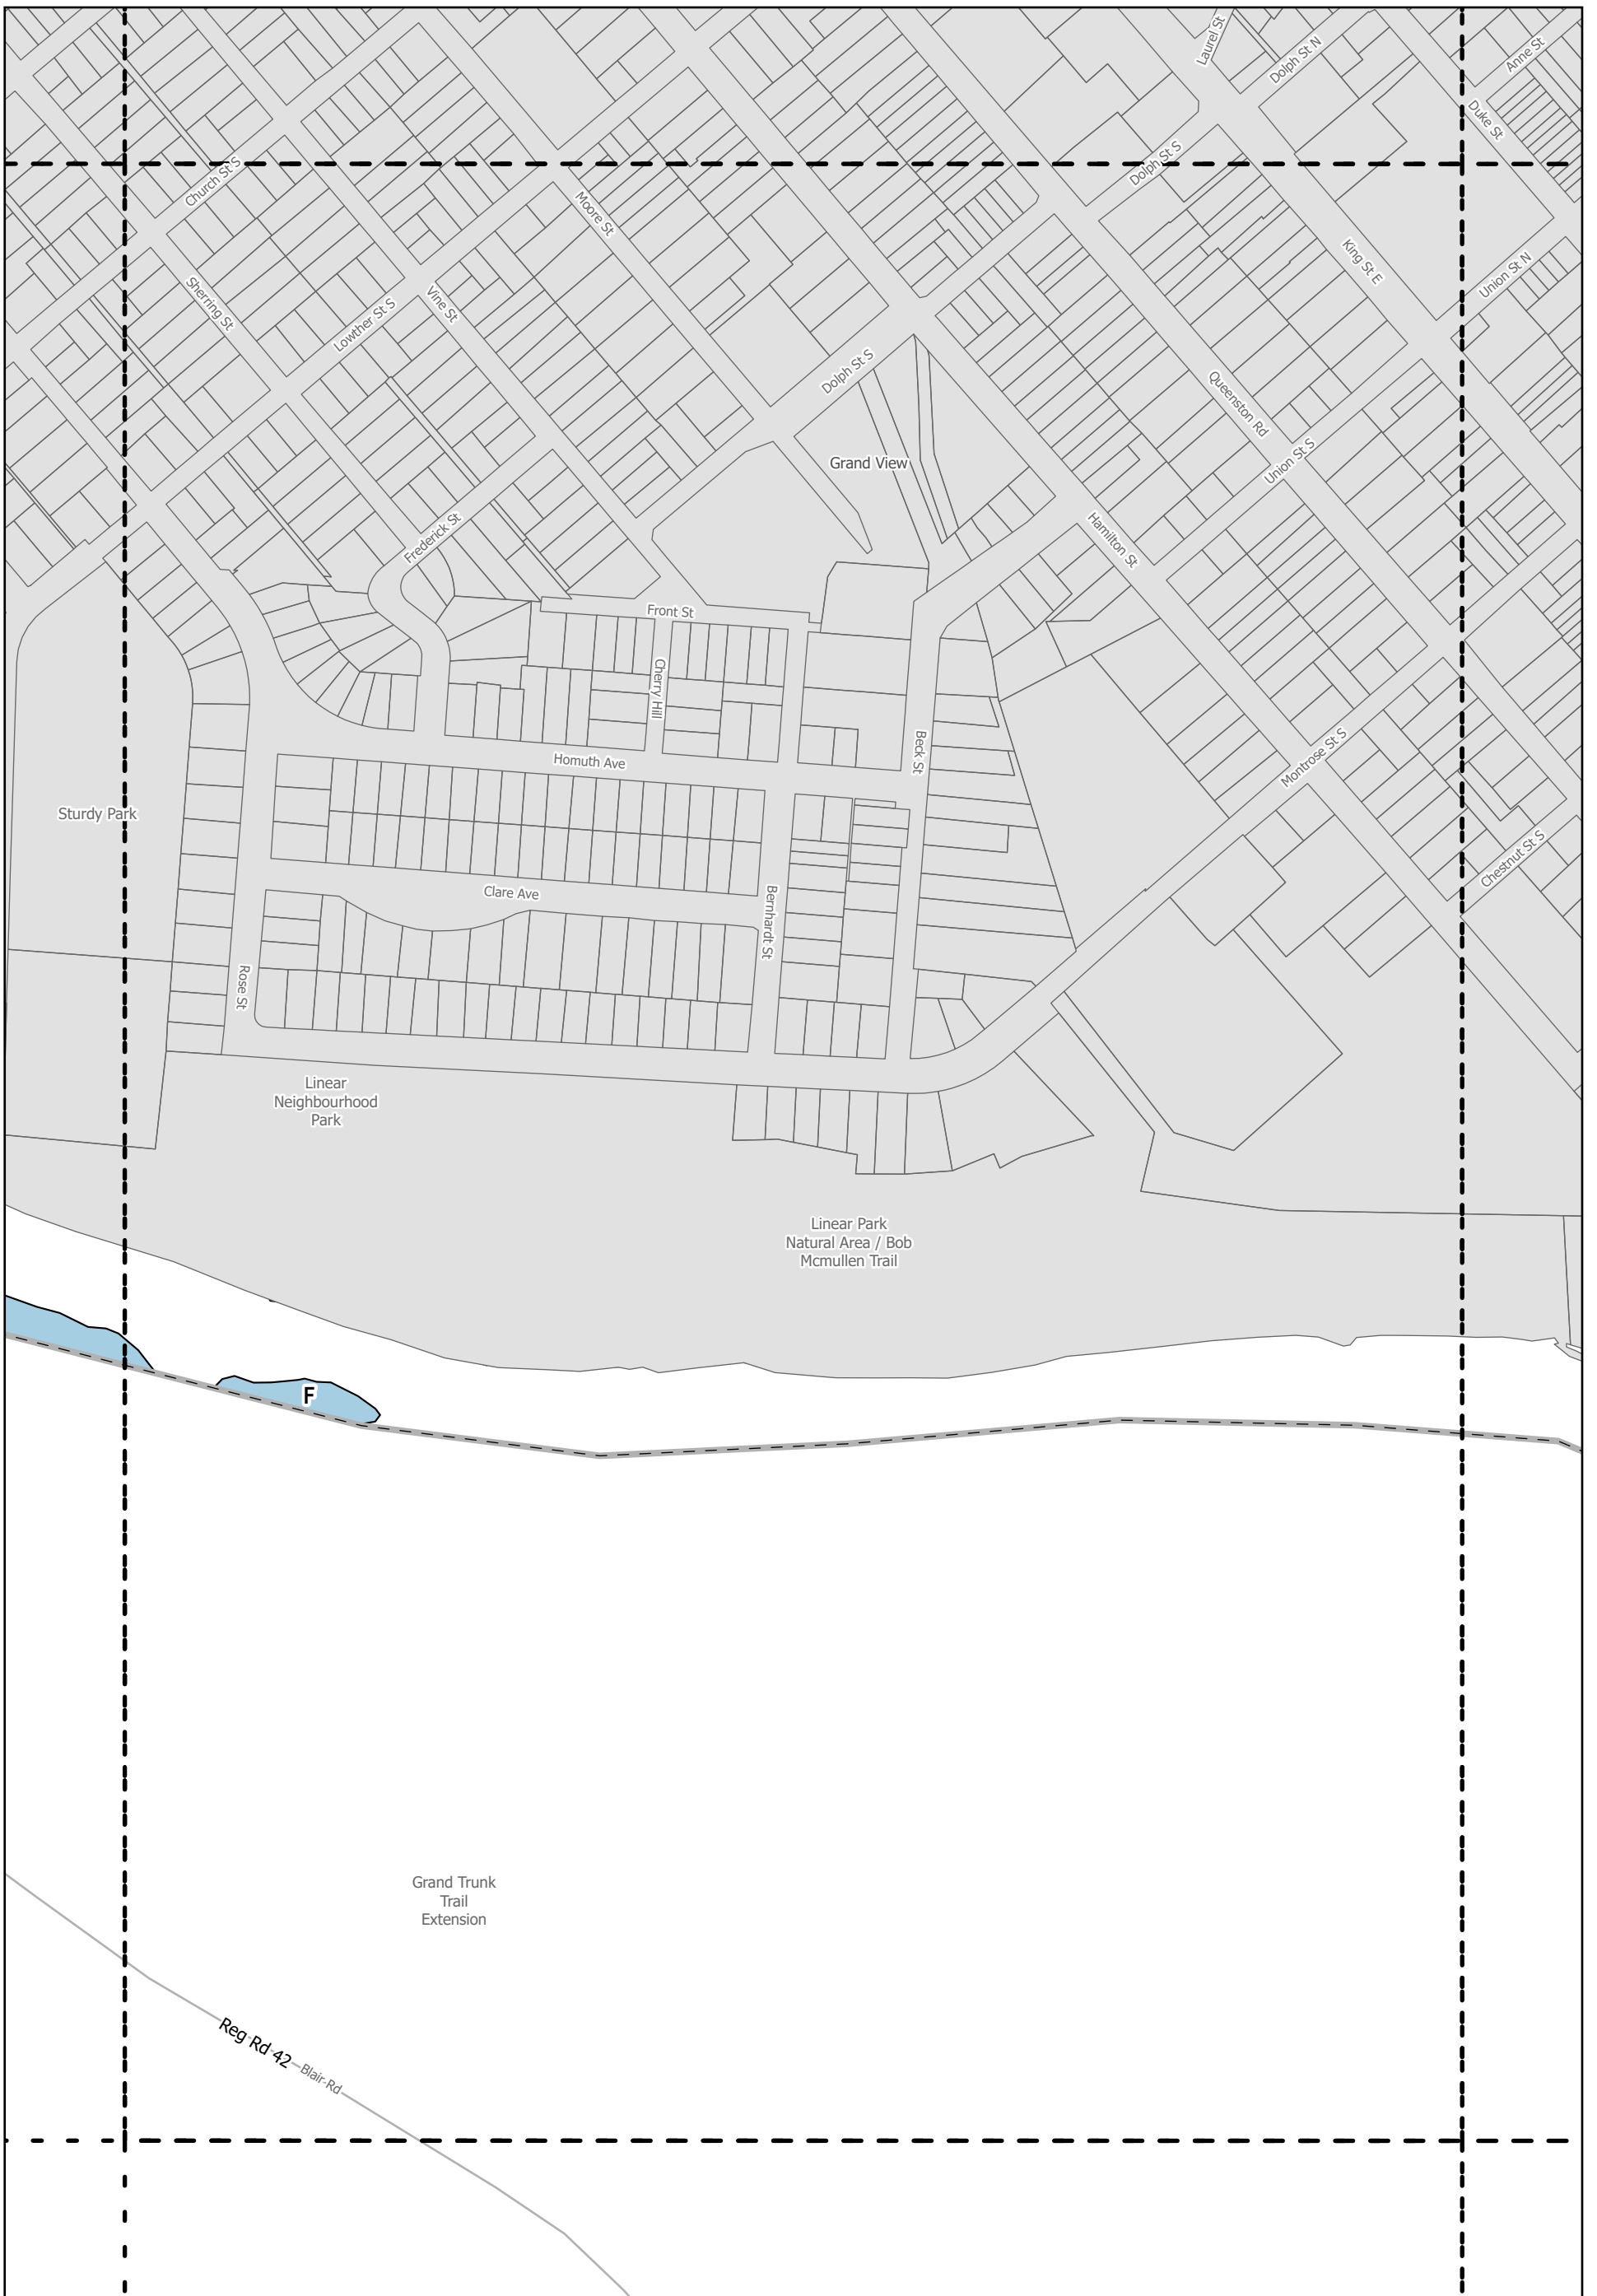 Laurel St
Dolph St N
Anne St
Duke St
Dolph St S
Church St S
Moore St
King St E
Union St N
Sherring St
Lowther St S
Vine St
Dolph St S
Queenston Rd
Grand View
Union St S
Frederick St
Hamilton St
Front St
Cherry Hill
Homuth Ave
Beck St
Montrose St S
Sturdy Park
Chestnut St S
Clare Ave
Bernhardt St
Rose St
Linear
Neighbourhood
Park
Linear Park
Natural Area / Bob
Mcmullen Trail
F
Grand Trunk
Trail
Extension
Reg Rd 42
Blair Rd